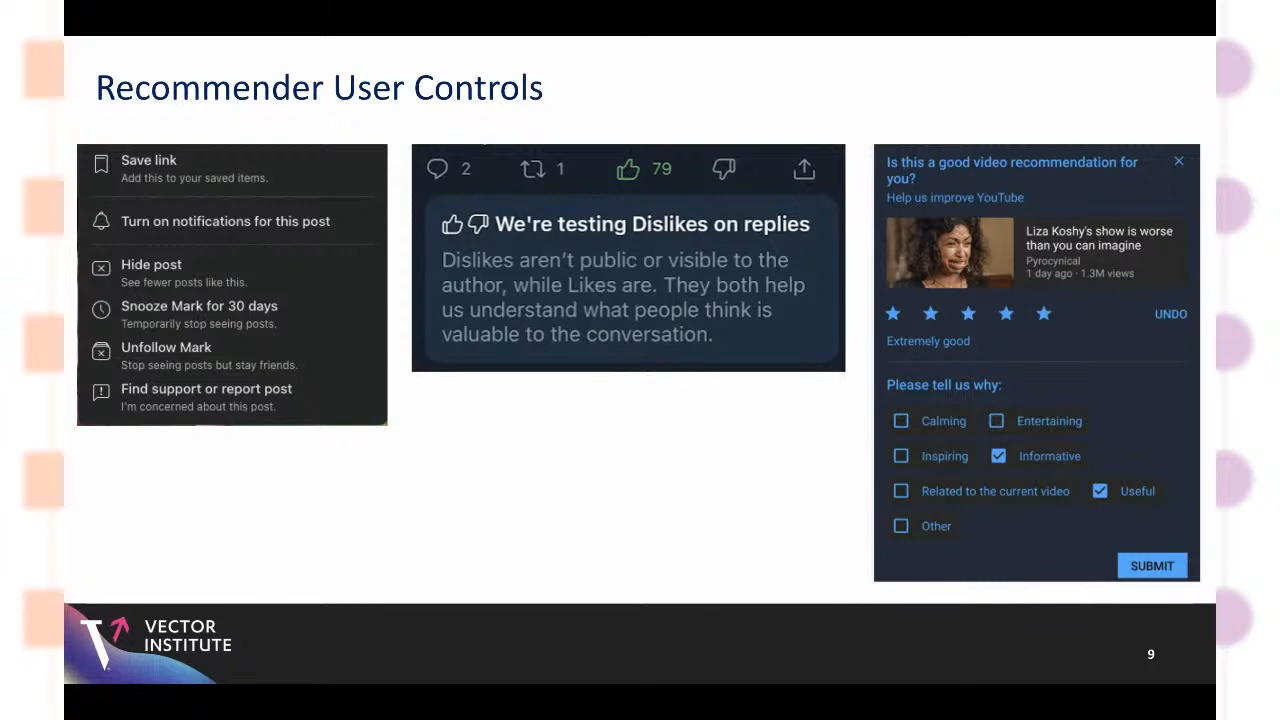 Recommender User Controls
Save link
Add this to your saved items.
Turn on notifications for this post
Hide post
See fewer posts like this.
Snooze Mark for 30 days
Temporarily stop seeing posts.
Unfollow Mark
Stop seeing posts but stay friends.
Find support or report post
I'm concerned about this post.
2 1 79
We're testing Dislikes on replies
Dislikes aren't public or visible to the
author, while Likes are. They both help
us understand what people think is
valuable to the conversation.
Is this a good video recommendation for
you?
Help us improve YouTube
Liza Koshy's show is worse
than you can imagine
Pyrocynical
1 day ago · 1.3M views
UNDO
Extremely good
Please tell us why:
Calming Entertaining
Inspiring Informative
Related to the current video Useful
Other
SUBMIT
VECTOR
INSTITUTE
9